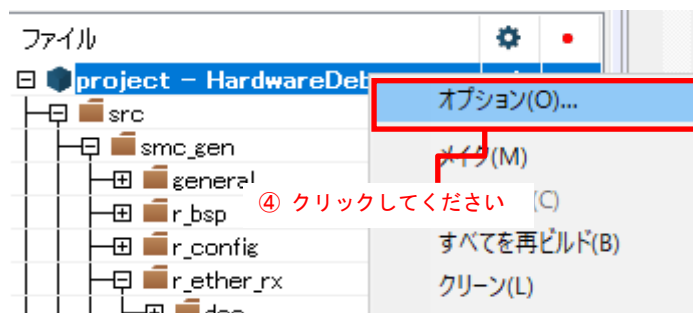 ファイル
project - HardwareDeb
オプション(O)...
src
メイク(M)
smc_gen
general
④ クリックしてください
(C)
r_bsp
r_config
すべてを再ビルド(B)
r_ether_rx
クリーン(L)
doc